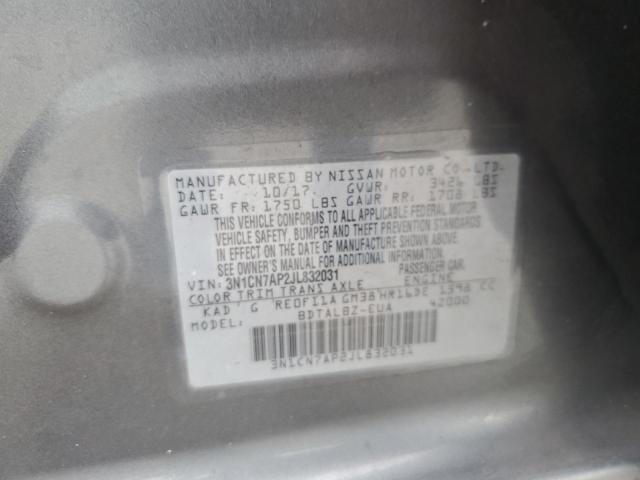 MANUFACTURED BY NISSAN MOTOR CO.,LTD.
DATE: 10/17 GVWR: 3426 LBS
GAWR FR: 1750 LBS GAWR RR: 1708 LBS
THIS VEHICLE CONFORMS TO ALL APPLICABLE FEDERAL MOTOR
VEHICLE SAFETY, BUMPER AND THEFT PREVENTION STANDARDS
IN EFFECT ON THE DATE OF MANUFACTURE SHOWN ABOVE.
SEE OWNER'S MANUAL FOR ADDITIONAL INFORMATION.
VIN: 3N1CN7AP2JL832031 PASSENGER CAR
COLOR TRIM TRANS AXLE ENGINE
KAD G RE0F11A GM38 HR16DE 1598 CC
MODEL: BDTALBZ-EUA 42000
3N1CN7AP2JL832031